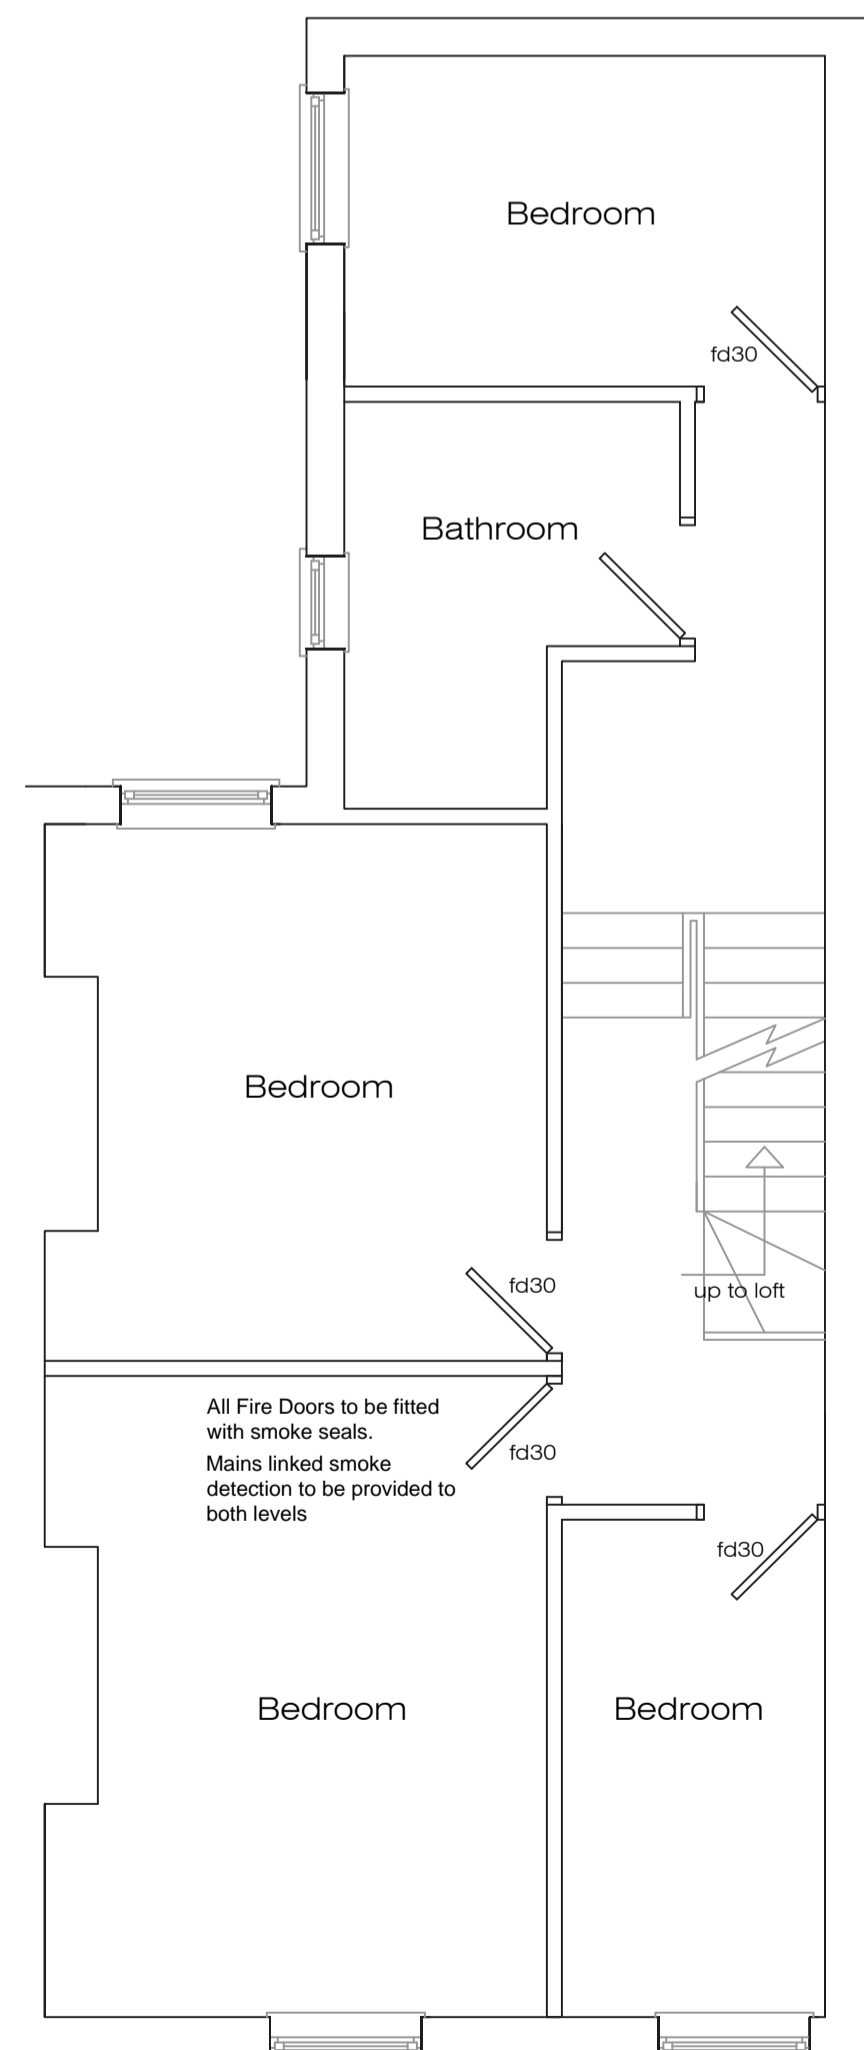 Bedroom
fd30
Bathroom
Bedroom
fd30
up to loft
All Fire Doors to be fitted
with smoke seals.
Mains linked smoke
detection to be provided to
both levels
fd30
fd30
Bedroom
Bedroom